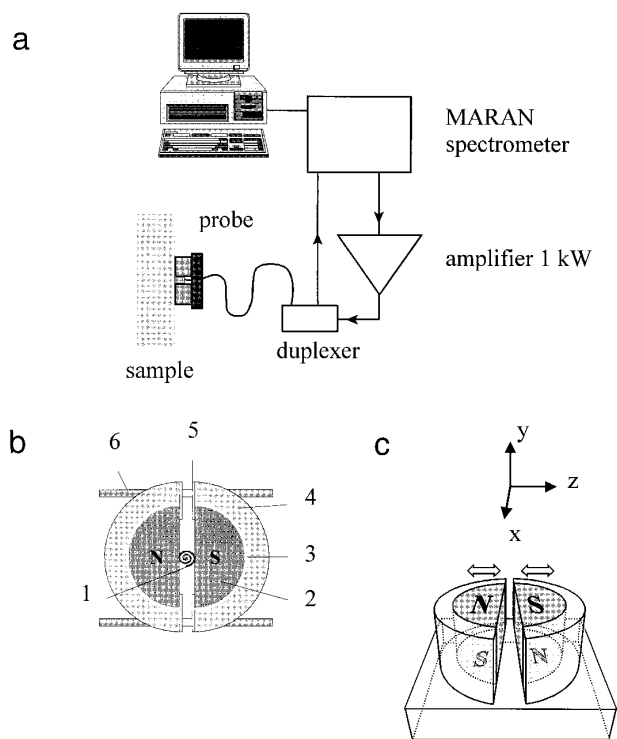 a
MARAN
spectrometer
probe
amplifier 1 kW
duplexer
sample
b
6
5
4
3
N
S
1
2
c
y
z
x
N
S
S
N